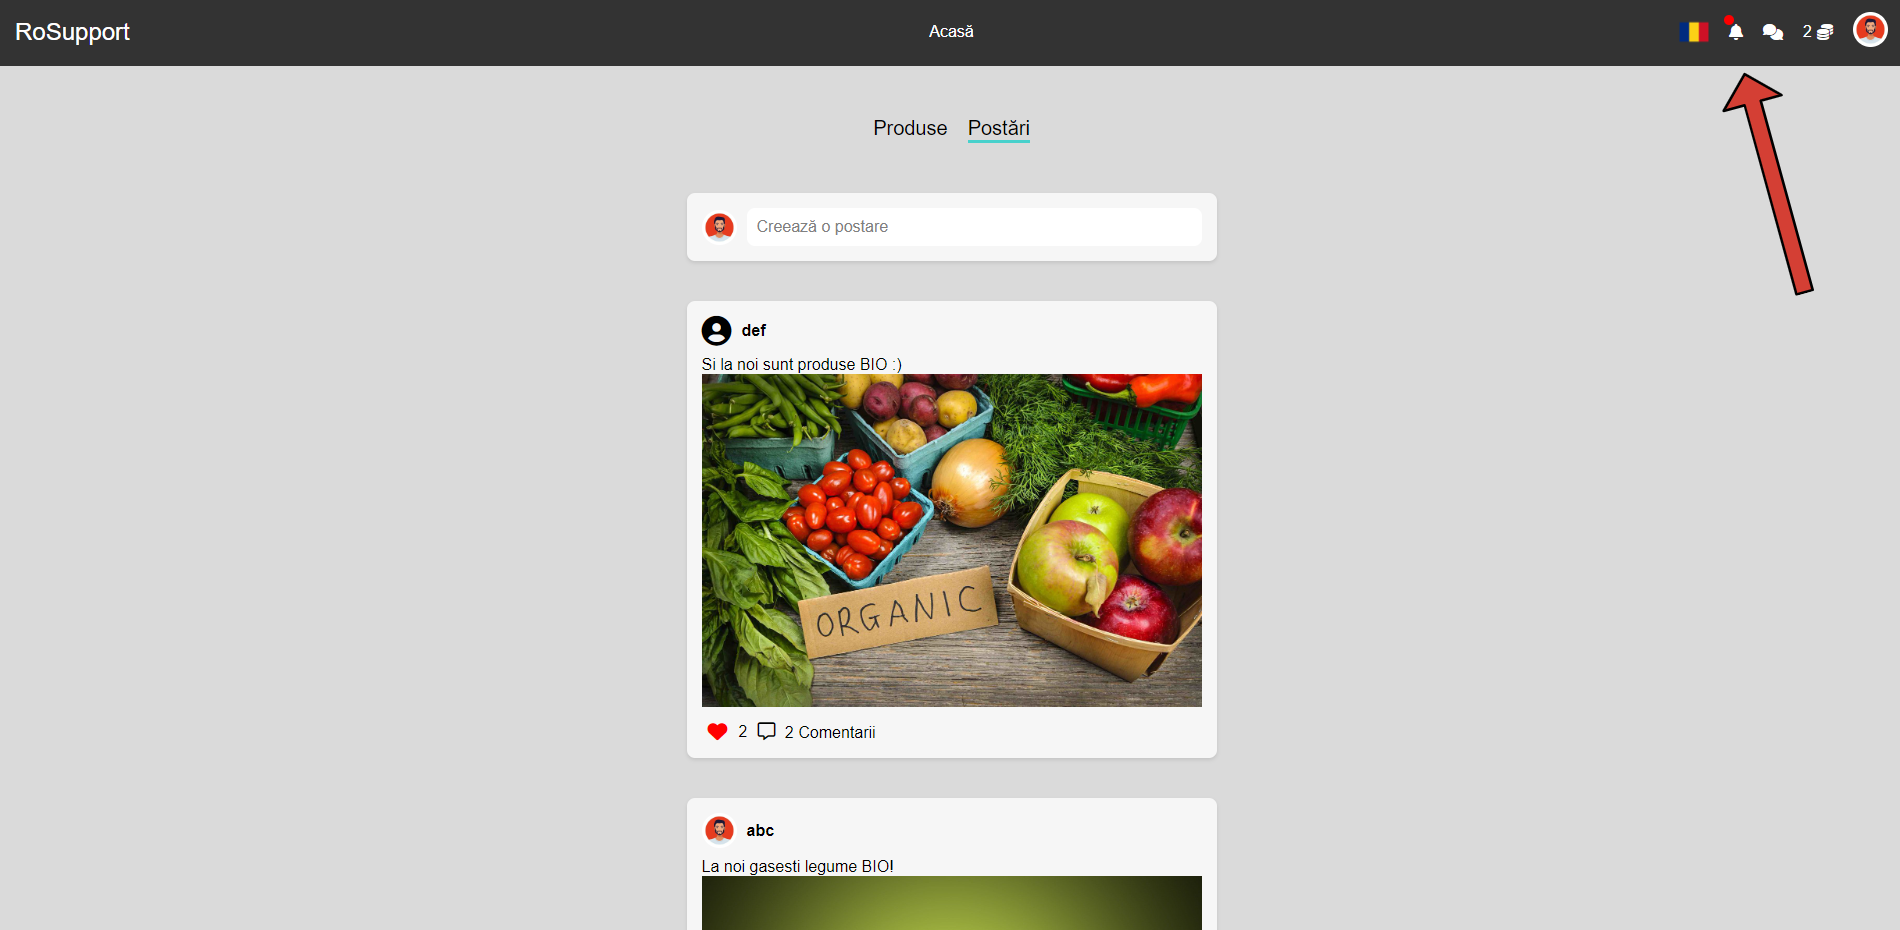 RoSupport
Acasă
2
Produse
Postări
Creează o postare
def
Si la noi sunt produse BIO :)
ORGANIC
2
2 Comentarii
abc
La noi gasesti legume BIO!